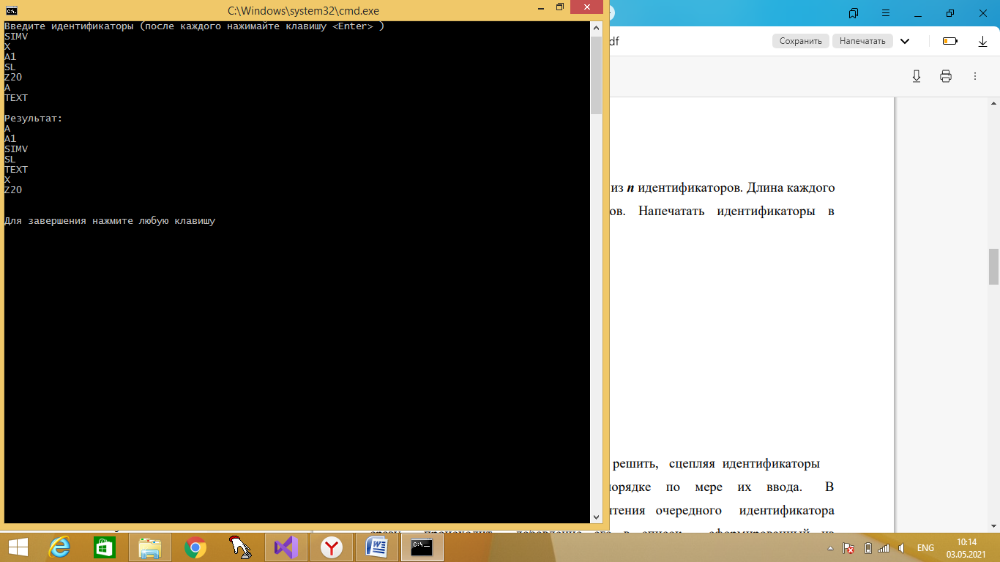 C:\Windows\system32\cmd.exe
Введите идентификаторы (после каждого нажимайте клавишу <Enter> )
SIMV
X
A1
SL
Z20
A
TEXT
Результат:
A
A1
SIMV
SL
TEXT
X
Z20
Для завершения нажмите любую клавишу
df
Сохранить
Напечатать
из n идентификаторов. Длина каждого
ов. Напечатать идентификаторы в
решить, сцепляя идентификаторы
порядке по мере их ввода. В
чтения очередного идентификатора
ENG
10:14
03.05.2021